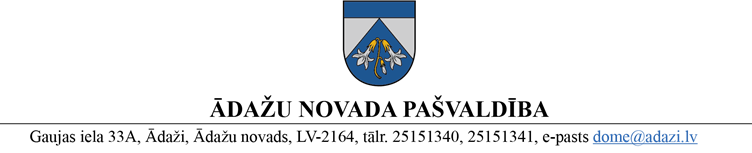 ĀDAŽU NOVADA PAŠVALDĪBA
Gaujas iela 33A, Ādaži, Ādažu novads, LV-2164, tālr. 25151340, 25151341, e-pasts dome@adazi.lv